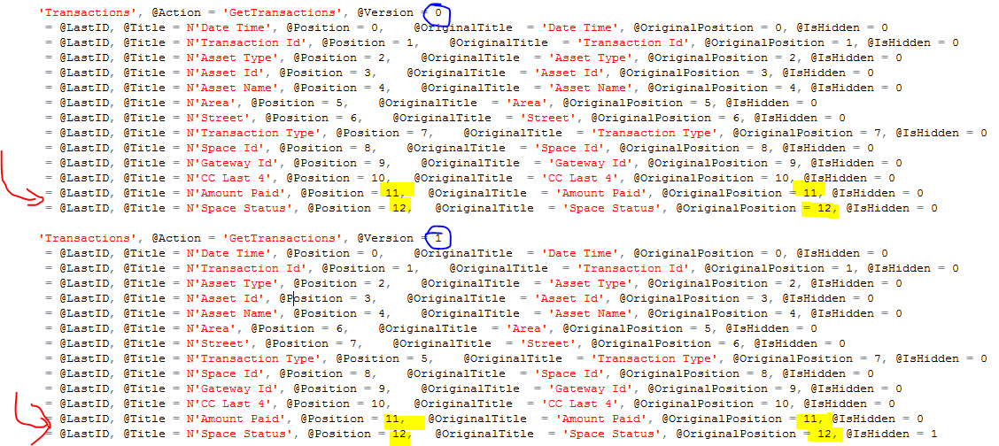 'Transactions', @Action = 'GetTransactions', @Version = 0
= @LastID, @Title = N'Date Time', @Position = 0, @OriginalTitle = 'Date Time', @OriginalPosition = 0, @IsHidden = 0
= @LastID, @Title = N'Transaction Id', @Position = 1, @OriginalTitle = 'Transaction Id', @OriginalPosition = 1, @IsHidden = 0
= @LastID, @Title = N'Asset Type', @Position = 2, @OriginalTitle = 'Asset Type', @OriginalPosition = 2, @IsHidden = 0
= @LastID, @Title = N'Asset Id', @Position = 3, @OriginalTitle = 'Asset Id', @OriginalPosition = 3, @IsHidden = 0
= @LastID, @Title = N'Asset Name', @Position = 4, @OriginalTitle = 'Asset Name', @OriginalPosition = 4, @IsHidden = 0
= @LastID, @Title = N'Area', @Position = 5, @OriginalTitle = 'Area', @OriginalPosition = 5, @IsHidden = 0
= @LastID, @Title = N'Street', @Position = 6, @OriginalTitle = 'Street', @OriginalPosition = 6, @IsHidden = 0
= @LastID, @Title = N'Transaction Type', @Position = 7, @OriginalTitle = 'Transaction Type', @OriginalPosition = 7, @IsHidden = 0
= @LastID, @Title = N'Space Id', @Position = 8, @OriginalTitle = 'Space Id', @OriginalPosition = 8, @IsHidden = 0
= @LastID, @Title = N'Gateway Id', @Position = 9, @OriginalTitle = 'Gateway Id', @OriginalPosition = 9, @IsHidden = 0
= @LastID, @Title = N'CC Last 4', @Position = 10, @OriginalTitle = 'CC Last 4', @OriginalPosition = 10, @IsHidden = 0
= @LastID, @Title = N'Amount Paid', @Position = 11, @OriginalTitle = 'Amount Paid', @OriginalPosition = 11, @IsHidden = 0
= @LastID, @Title = N'Space Status', @Position = 12, @OriginalTitle = 'Space Status', @OriginalPosition = 12, @IsHidden = 0
'Transactions', @Action = 'GetTransactions', @Version = 1
= @LastID, @Title = N'Date Time', @Position = 0, @OriginalTitle = 'Date Time', @OriginalPosition = 0, @IsHidden = 0
= @LastID, @Title = N'Transaction Id', @Position = 1, @OriginalTitle = 'Transaction Id', @OriginalPosition = 1, @IsHidden = 0
= @LastID, @Title = N'Asset Type', @Position = 2, @OriginalTitle = 'Asset Type', @OriginalPosition = 2, @IsHidden = 0
= @LastID, @Title = N'Asset Id', @Position = 3, @OriginalTitle = 'Asset Id', @OriginalPosition = 3, @IsHidden = 0
= @LastID, @Title = N'Asset Name', @Position = 4, @OriginalTitle = 'Asset Name', @OriginalPosition = 4, @IsHidden = 0
= @LastID, @Title = N'Area', @Position = 6, @OriginalTitle = 'Area', @OriginalPosition = 5, @IsHidden = 0
= @LastID, @Title = N'Street', @Position = 7, @OriginalTitle = 'Street', @OriginalPosition = 6, @IsHidden = 0
= @LastID, @Title = N'Transaction Type', @Position = 5, @OriginalTitle = 'Transaction Type', @OriginalPosition = 7, @IsHidden = 0
= @LastID, @Title = N'Space Id', @Position = 8, @OriginalTitle = 'Space Id', @OriginalPosition = 8, @IsHidden = 0
= @LastID, @Title = N'Gateway Id', @Position = 9, @OriginalTitle = 'Gateway Id', @OriginalPosition = 9, @IsHidden = 0
= @LastID, @Title = N'CC Last 4', @Position = 10, @OriginalTitle = 'CC Last 4', @OriginalPosition = 10, @IsHidden = 0
= @LastID, @Title = N'Amount Paid', @Position = 11, @OriginalTitle = 'Amount Paid', @OriginalPosition = 11, @IsHidden = 0
= @LastID, @Title = N'Space Status', @Position = 12, @OriginalTitle = 'Space Status', @OriginalPosition = 12, @IsHidden = 1